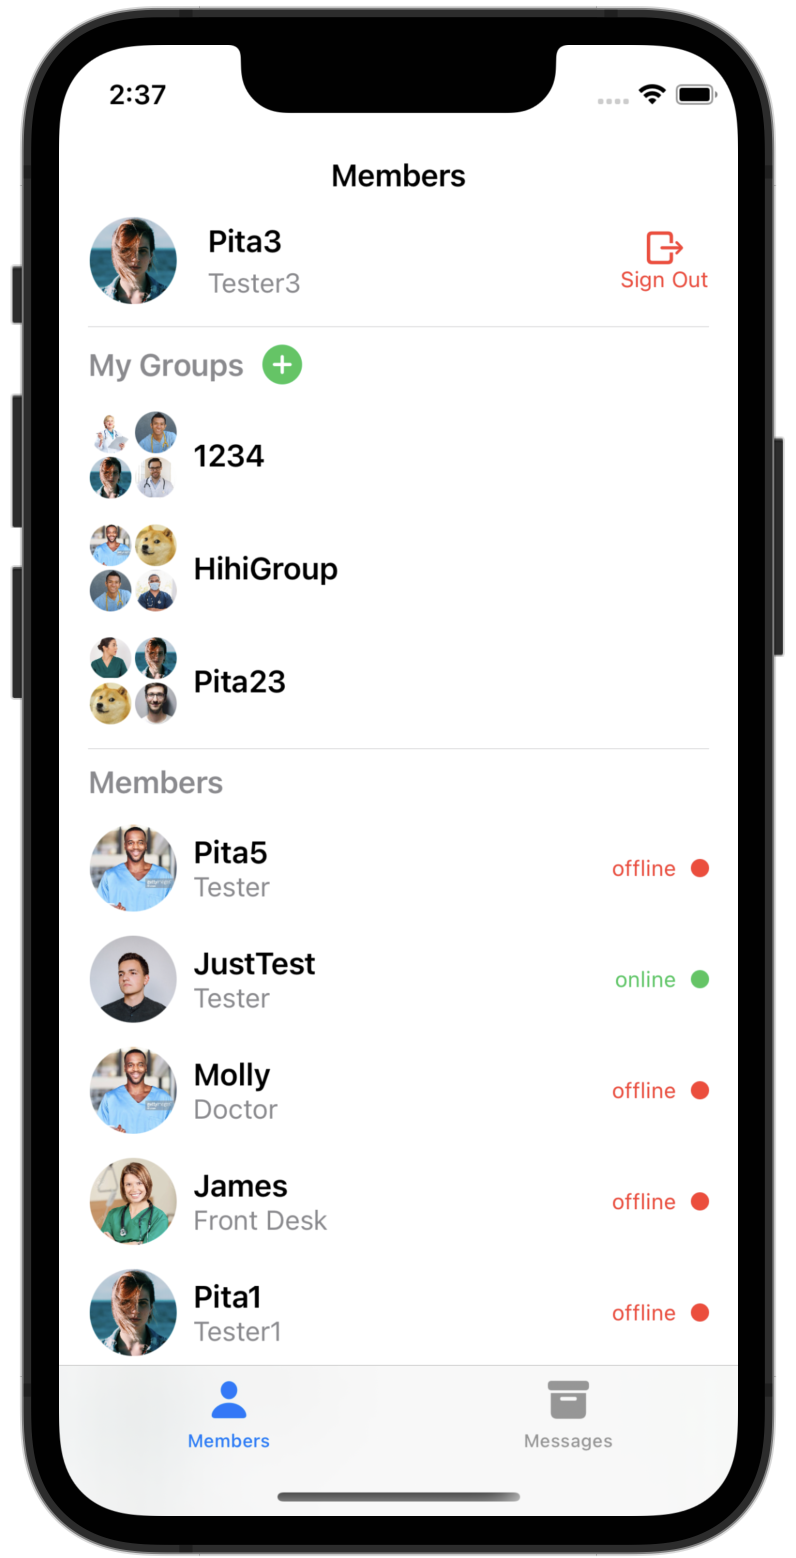 2:37
Members
Pita3
Tester3
Sign Out
My Groups
1234
HihiGroup
Pita23
Members
Pita5
Tester
offline
JustTest
Tester
online
Molly
Doctor
offline
James
Front Desk
offline
Pita1
Tester1
offline
Members
Messages